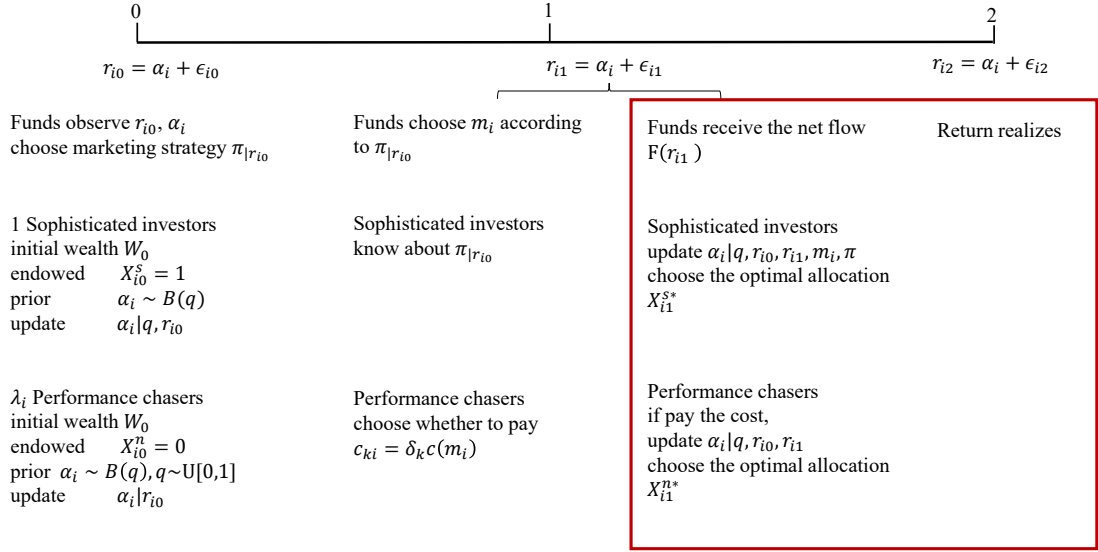 0 1 2
r_{i0} = α_i + ϵ_{i0} r_{i1} = α_i + ϵ_{i1} r_{i2} = α_i + ϵ_{i2}
Funds observe r_{i0}, α_i
choose marketing strategy π_{|r_{i0}}
Funds choose m_i according
to π_{|r_{i0}}
Funds receive the net flow
F(r_{i1} )
Return realizes
1 Sophisticated investors
initial wealth W_0
endowed X_{i0}^s = 1
prior α_i ~ B(q)
update α_i|q, r_{i0}
Sophisticated investors
know about π_{|r_{i0}}
Sophisticated investors
update α_i|q, r_{i0}, r_{i1}, m_i, π
choose the optimal allocation
X_{i1}^{s*}
λ_i Performance chasers
initial wealth W_0
endowed X_{i0}^n = 0
prior α_i ~ B(q), q~U[0,1]
update α_i|r_{i0}
Performance chasers
choose whether to pay
c_{ki} = δ_k c(m_i)
Performance chasers
if pay the cost,
update α_i|q, r_{i0}, r_{i1}
choose the optimal allocation
X_{i1}^{n*}